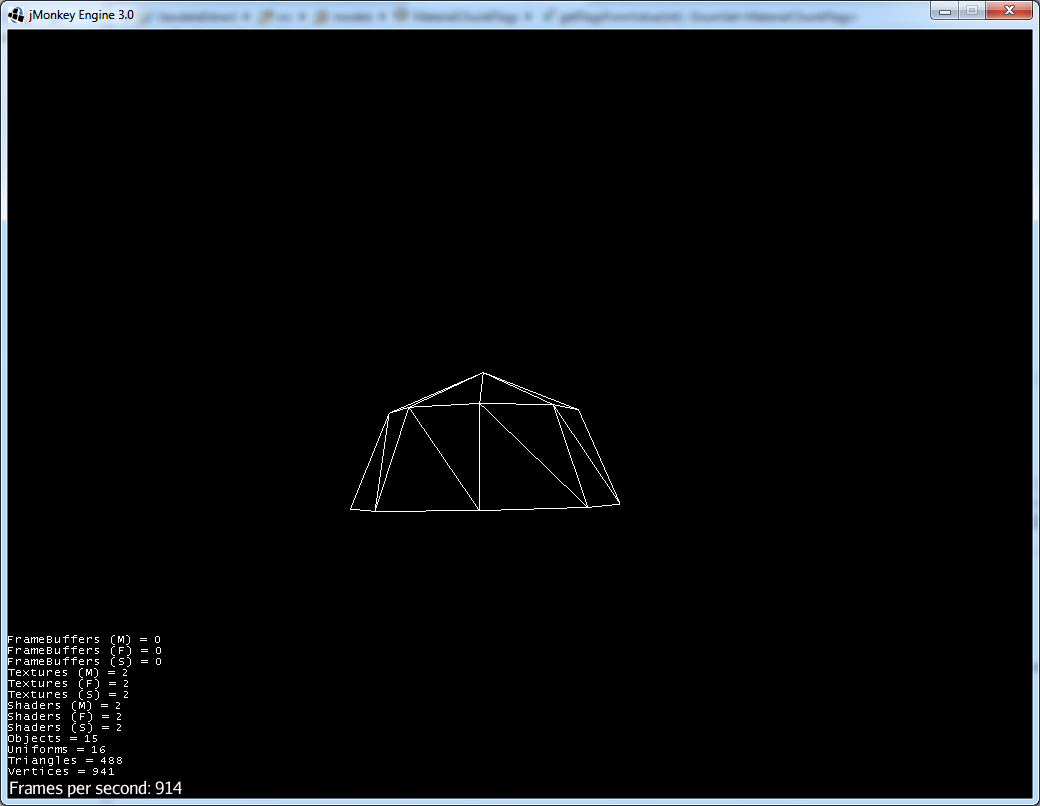 jMonkey Engine 3.0
FrameBuffers (M) = 0
FrameBuffers (F) = 0
FrameBuffers (S) = 0
Textures (M) = 2
Textures (F) = 2
Textures (S) = 2
Shaders (M) = 2
Shaders (F) = 2
Shaders (S) = 2
Objects = 15
Uniforms = 16
Triangles = 488
Vertices = 941
Frames per second: 914